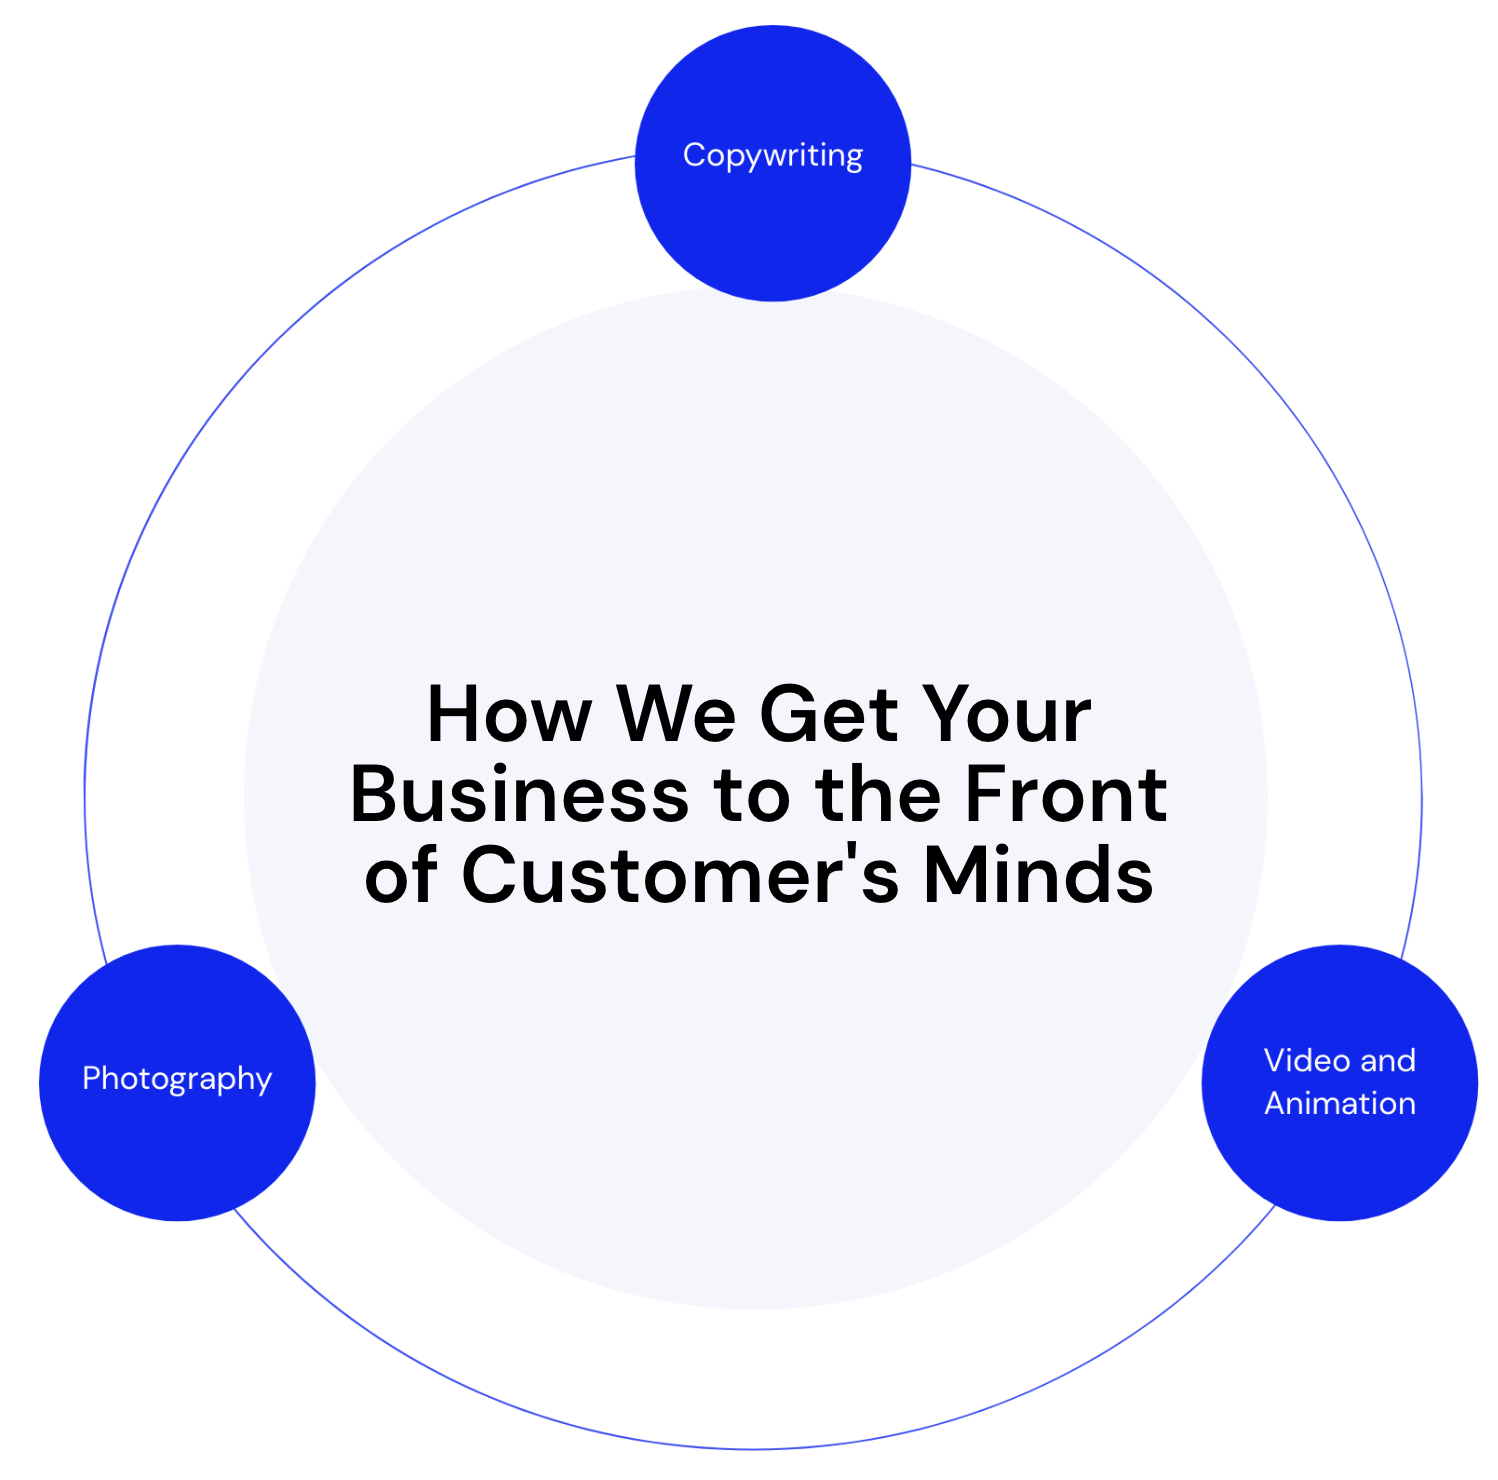 Copywriting
How We Get Your
Business to the Front
of Customer's Minds
Photography
Video and
Animation